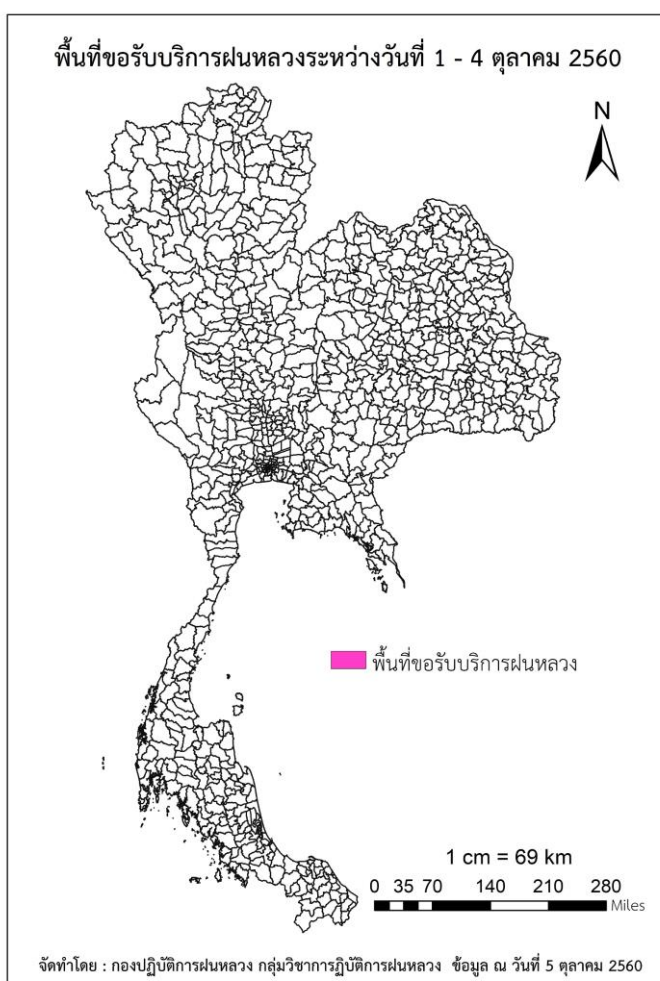 พื้นที่ขอรับบริการฝนหลวงระหว่างวันที่ 1 - 4 ตุลาคม 2560
N
พื้นที่ขอรับบริการฝนหลวง
1 cm = 69 km
0 35 70 140 210 280
Miles
จัดทำโดย : กองปฏิบัติการฝนหลวง กลุ่มวิชาการฏิบัติการฝนหลวง ข้อมูล ณ วันที่ 5 ตุลาคม 2560